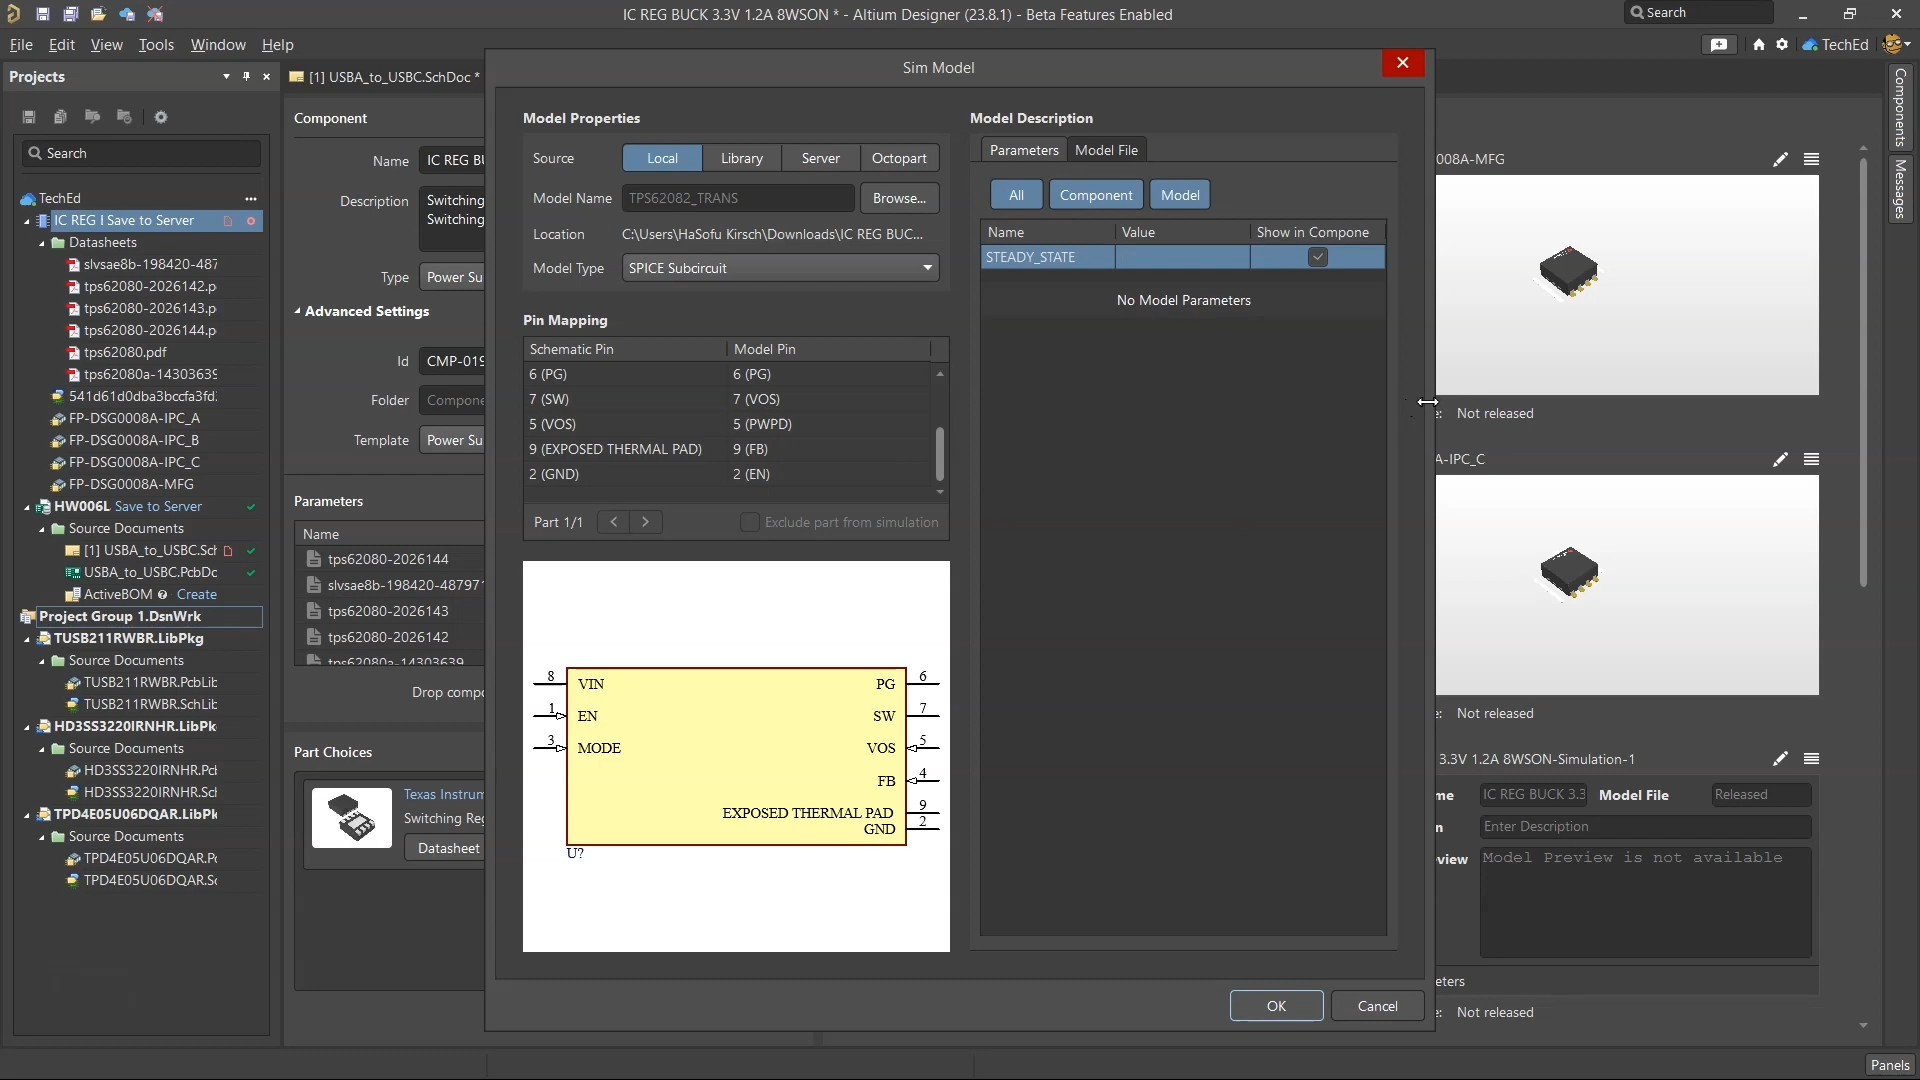 IC REG BUCK 3.3V 1.2A 8WSON * - Altium Designer (23.8.1) - Beta Features Enabled
Search
File Edit View Tools Window Help
TechEd
Projects
[1] USBA_to_USBC.SchDoc *
Search
TechEd
IC REG I Save to Server
Datasheets
slvsae8b-198420-487
tps62080-2026142.p
tps62080-2026143.p
tps62080-2026144.p
tps62080.pdf
tps62080a-14303639
541d61d0dba3bccfa3fd
FP-DSG0008A-IPC_A
FP-DSG0008A-IPC_B
FP-DSG0008A-IPC_C
FP-DSG0008A-MFG
HW006L Save to Server
Source Documents
[1] USBA_to_USBC.Sch
USBA_to_USBC.PcbDc
ActiveBOM Create
Project Group 1.DsnWrk
TUSB211RWBR.LibPkg
Source Documents
TUSB211RWBR.PcbLib
TUSB211RWBR.SchLib
HD3SS3220IRNHR.LibPk
Source Documents
HD3SS3220IRNHR.Pcl
HD3SS3220IRNHR.Scl
TPD4E05U06DQAR.LibPk
Source Documents
TPD4E05U06DQAR.Pc
TPD4E05U06DQAR.Sc
Component
Name IC REG BU
Description Switching
Switching
Type Power Su
Advanced Settings
Id CMP-019
Folder Compone
Template Power Su
Parameters
Name
tps62080-2026144
slvsae8b-198420-48797
tps62080-2026143
tps62080-2026142
tps62080a-14303639
Drop compo
Part Choices
Texas Instrum
Switching Reg
Datasheet
Sim Model
Model Properties
Source Local Library Server Octopart
Model Name TPS62082_TRANS Browse...
Location C:\Users\HaSofu Kirsch\Downloads\IC REG BUC...
Model Type SPICE Subcircuit
Pin Mapping
Schematic Pin Model Pin
6 (PG) 6 (PG)
7 (SW) 7 (VOS)
5 (VOS) 5 (PWPD)
9 (EXPOSED THERMAL PAD) 9 (FB)
2 (GND) 2 (EN)
Part 1/1 Exclude part from simulation
8 VIN PG 6
1 EN SW 7
3 MODE VOS 5
FB 4
EXPOSED THERMAL PAD 9
GND 2
U?
Model Description
Parameters Model File
All Component Model
Name Value Show in Compone
STEADY_STATE
No Model Parameters
OK Cancel
008A-MFG
Not released
A-IPC_C
Not released
3.3V 1.2A 8WSON-Simulation-1
me IC REG BUCK 3.3 Model File Released
n Enter Description
view Model Preview is not available
eters
Not released
Components
Messages
Panels